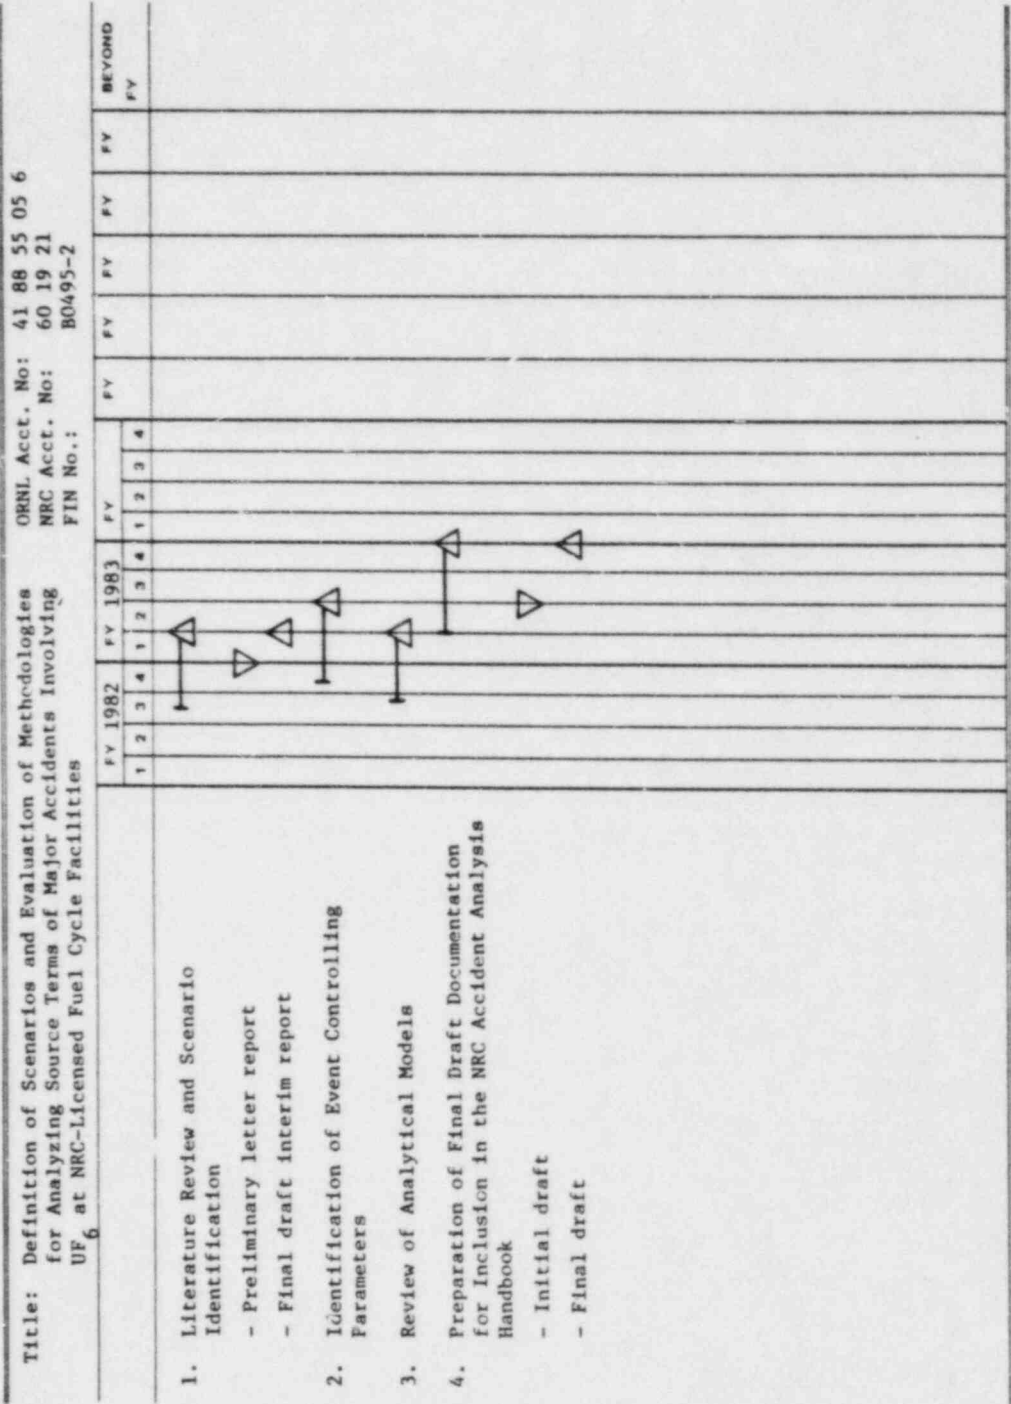 Title: Definition of Scenarios and Evaluation of Methodologies
for Analyzing Source Terms of Major Accidents Involving
UF6 at NRC-Licensed Fuel Cycle Facilities
ORNL Acct. No: 41 88 55 05 6
NRC Acct. No: 60 19 21
FIN No.: B0495-2
FY 1982 FY 1983 FY FY FY FY FY FY BEYOND
FY
1 2 3 4 1 2 3 4 1 2 3 4
1. Literature Review and Scenario
Identification
- Preliminary letter report
- Final draft interim report
2. Identification of Event Controlling
Parameters
3. Review of Analytical Models
4. Preparation of Final Draft Documentation
for Inclusion in the NRC Accident Analysis
Handbook
- Initial draft
- Final draft